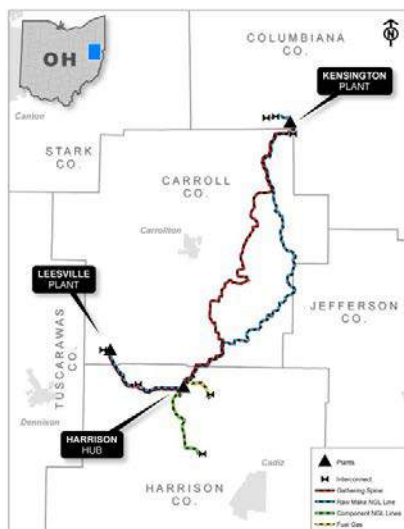 COLUMBIANA
CO.
N
OH
KENSINGTON
PLANT
Canton
STARK
CO.
CARROLL
CO.
Carrollton
LEESVILLE
PLANT
JEFFERSON
CO.
TUSCARAWAS
CO.
Dennison
HARRISON
HUB
Cadiz
HARRISON
CO.
Plants
Interconnect
Gathering Spine
Raw Make NGL Line
Component NGL Lines
Fuel Gas